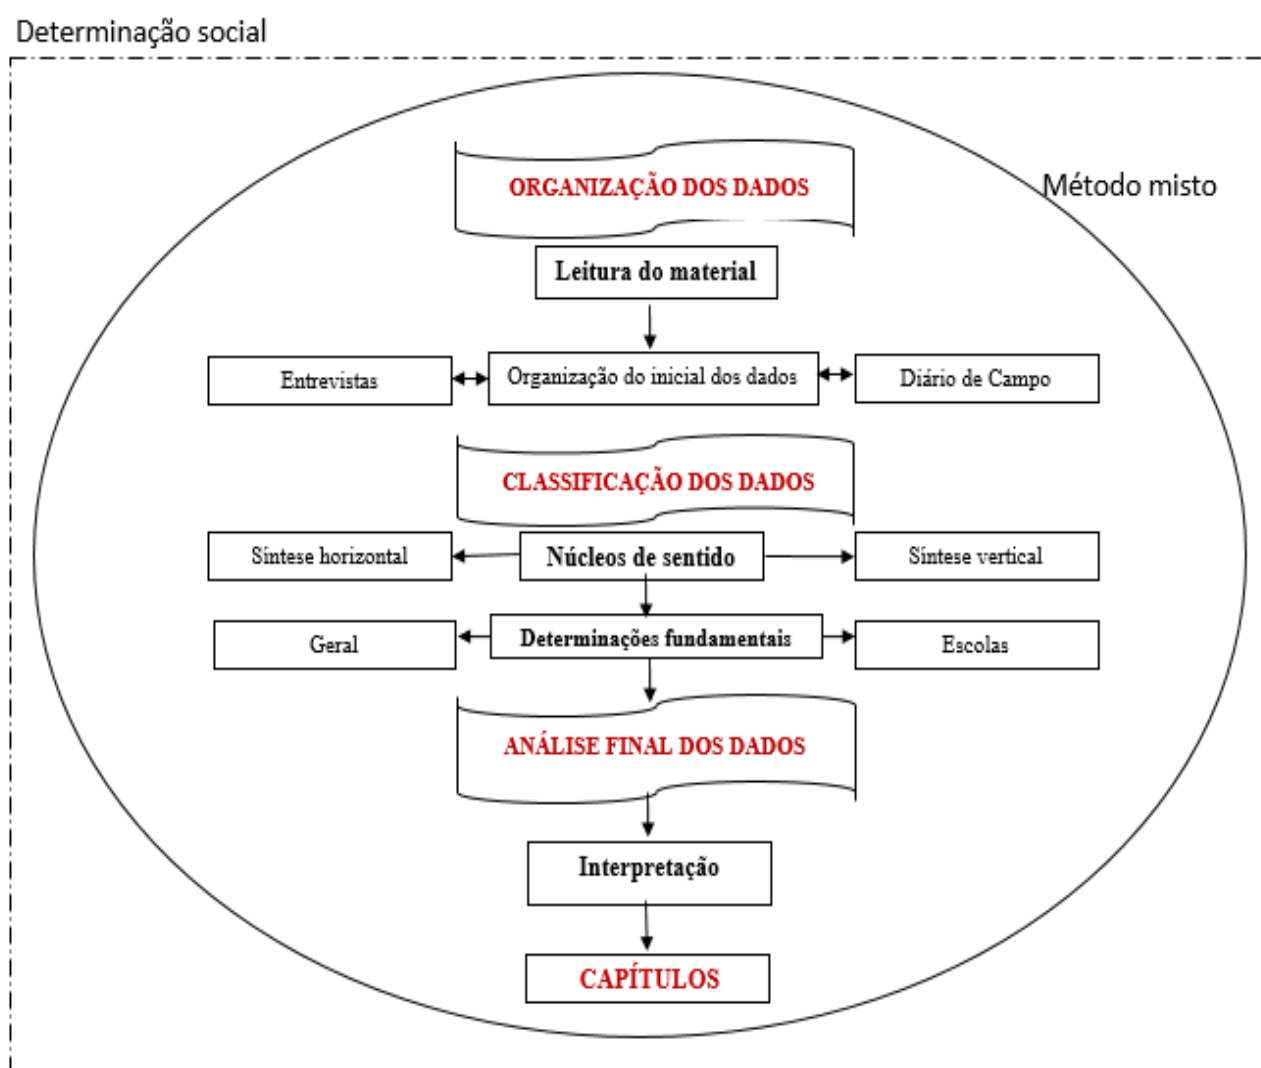 Determinação social
ORGANIZAÇÃO DOS DADOS
Método misto
Leitura do material
Entrevistas
Organização do inicial dos dados
Diário de Campo
CLASSIFICAÇÃO DOS DADOS
Síntese horizontal
Núcleos de sentido
Síntese vertical
Geral
Determinações fundamentais
Escolas
ANÁLISE FINAL DOS DADOS
Interpretação
CAPÍTULOS